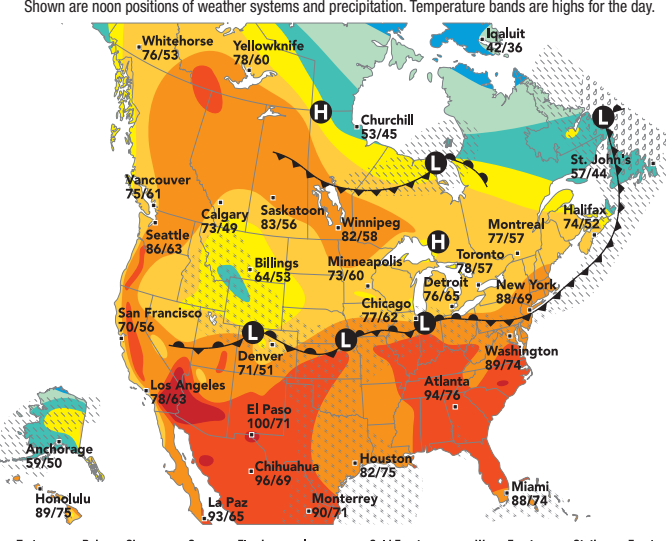 Shown are noon positions of weather systems and precipitation. Temperature bands are highs for the day.
Iqaluit
42/36
Whitehorse
76/53
Yellowknife
78/60
H
Churchill
53/45
L
L
St. John's
57/44
Vancouver
75/61
Calgary
73/49
Saskatoon
83/56
Winnipeg
82/58
Halifax
74/52
Montreal
77/57
Seattle
86/63
H
Billings
64/53
Minneapolis
73/60
Toronto
78/57
Detroit
76/65
New York
88/69
San Francisco
70/56
Chicago
77/62
L
L
L
Denver
71/51
Washington
89/74
Los Angeles
78/63
Atlanta
94/76
El Paso
100/71
Anchorage
59/50
Chihuahua
96/69
Houston
82/75
Honolulu
89/75
La Paz
93/65
Monterrey
90/71
Miami
88/74